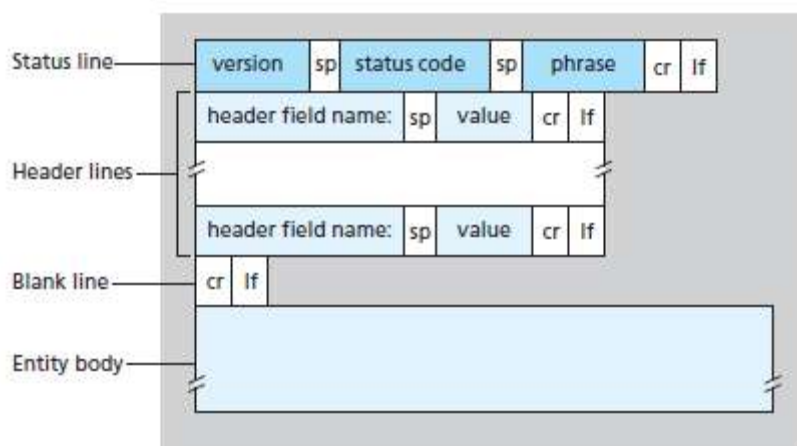 Status line version sp status code sp phrase cr lf
header field name: sp value cr lf
Header lines
header field name: sp value cr lf
Blank line cr lf
Entity body